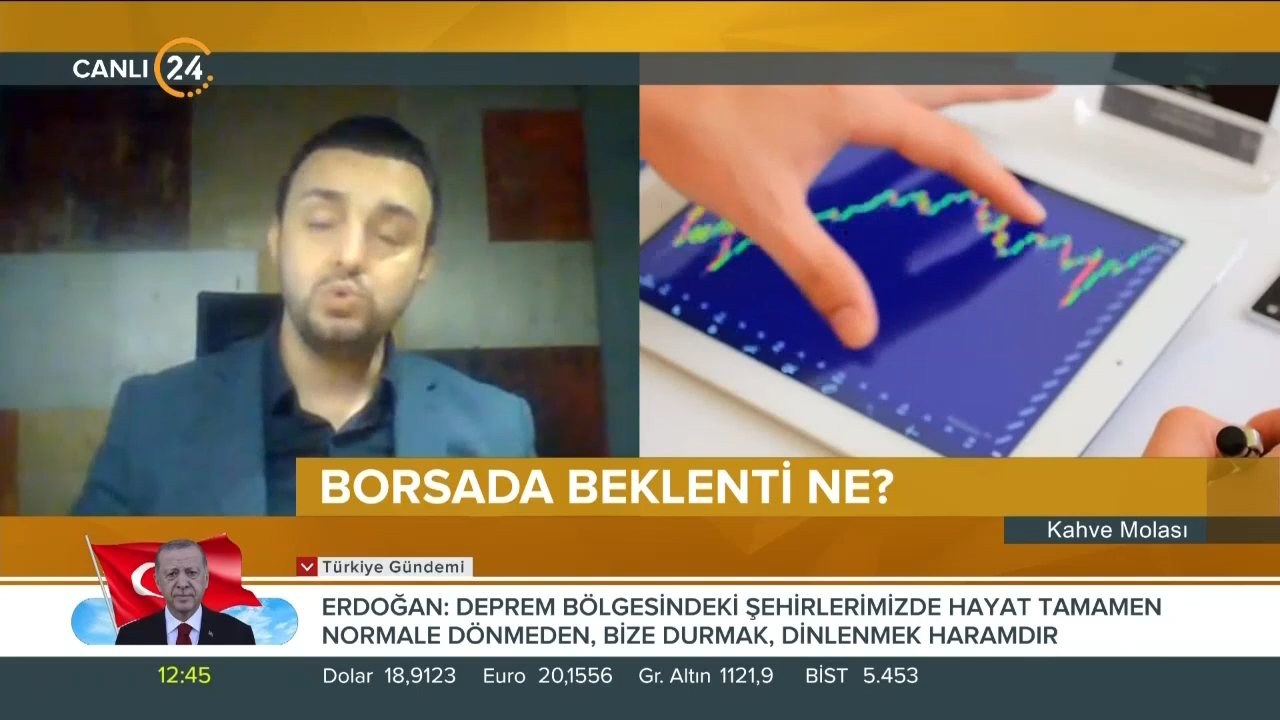 CANLI 24
BORSADA BEKLENTİ NE?
Kahve Molası
Türkiye Gündemi
ERDOĞAN: DEPREM BÖLGESİNDEKİ ŞEHİRLERİMİZDE HAYAT TAMAMEN
NORMALE DÖNMEDEN, BİZE DURMAK, DİNLENMEK HARAMDIR
12:45 Dolar 18,9123 Euro 20,1556 Gr. Altın 1121,9 BİST 5.453